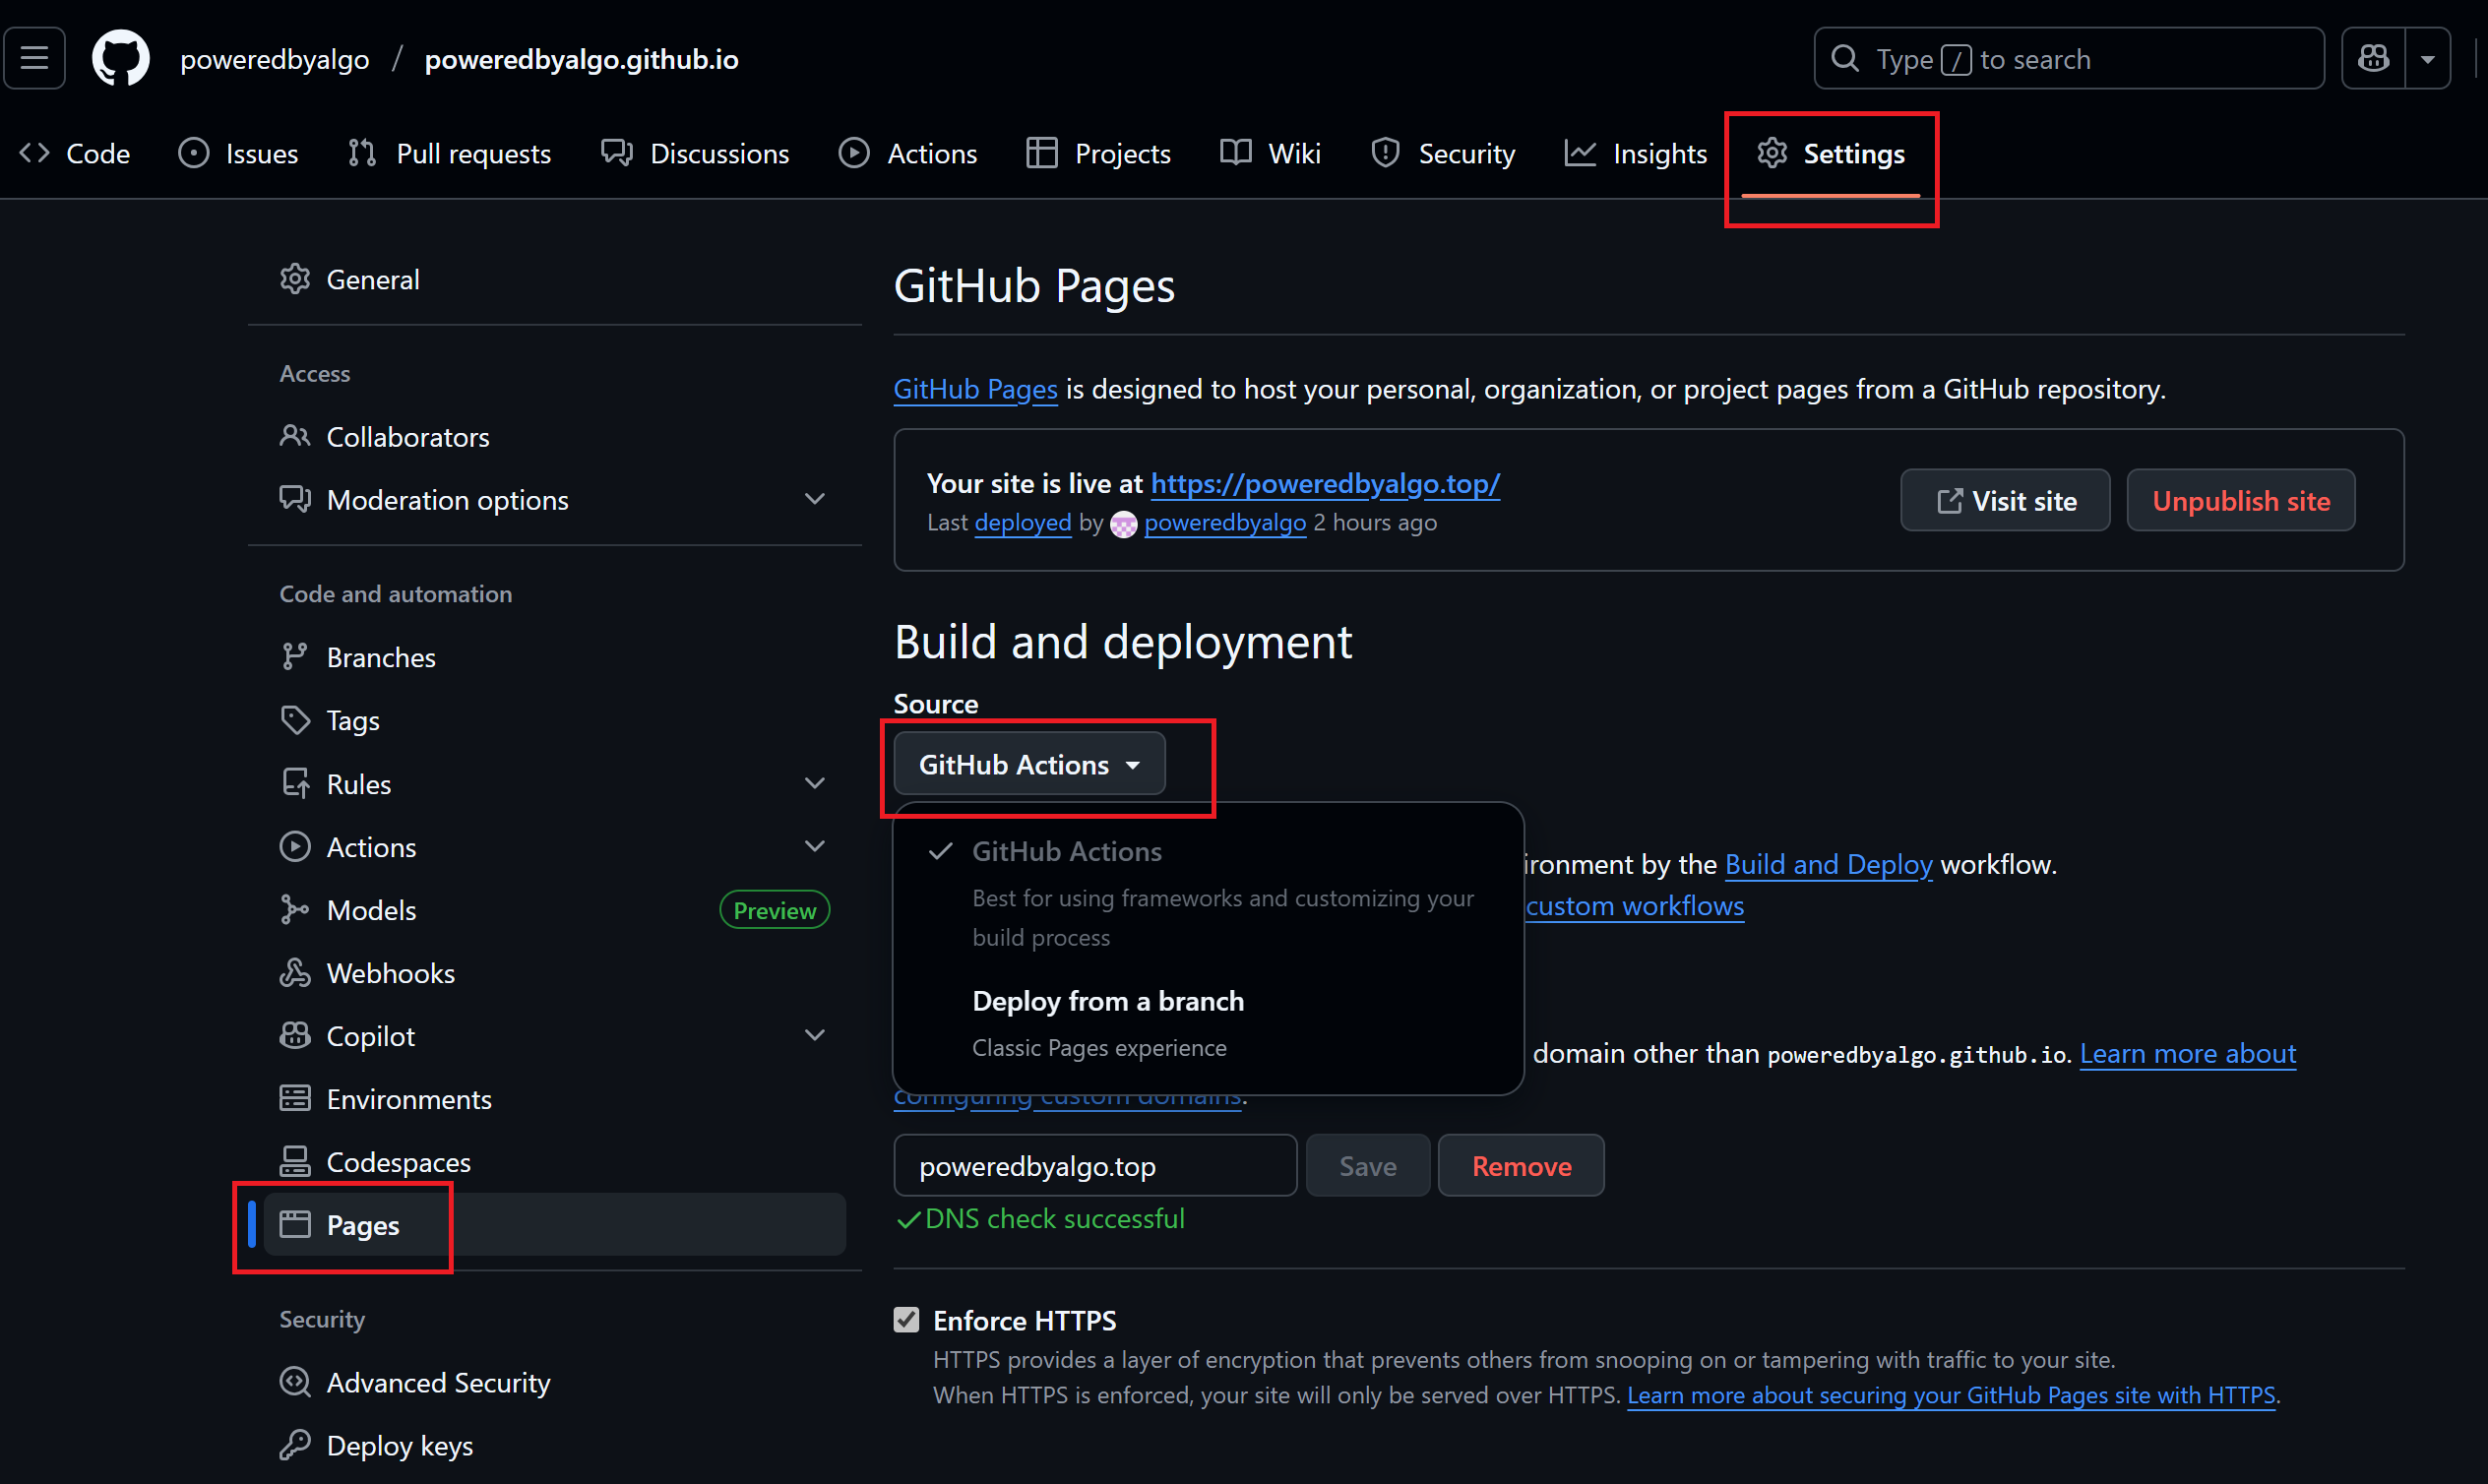 poweredbyalgo / poweredbyalgo.github.io
Type / to search
Code Issues Pull requests Discussions Actions Projects Wiki Security Insights Settings
General
Access
Collaborators
Moderation options
Code and automation
Branches
Tags
Rules
Actions
Models Preview
Webhooks
Copilot
Environments
Codespaces
Pages
Security
Advanced Security
Deploy keys
GitHub Pages
GitHub Pages is designed to host your personal, organization, or project pages from a GitHub repository.
Your site is live at https://poweredbyalgo.top/
Last deployed by poweredbyalgo 2 hours ago
Visit site
Unpublish site
Build and deployment
Source
GitHub Actions
GitHub Actions
Best for using frameworks and customizing your
build process
Deploy from a branch
Classic Pages experience
ironment by the Build and Deploy workflow.
custom workflows
domain other than poweredbyalgo.github.io. Learn more about
configuring custom domains.
poweredbyalgo.top
Save
Remove
DNS check successful
Enforce HTTPS
HTTPS provides a layer of encryption that prevents others from snooping on or tampering with traffic to your site.
When HTTPS is enforced, your site will only be served over HTTPS. Learn more about securing your GitHub Pages site with HTTPS.